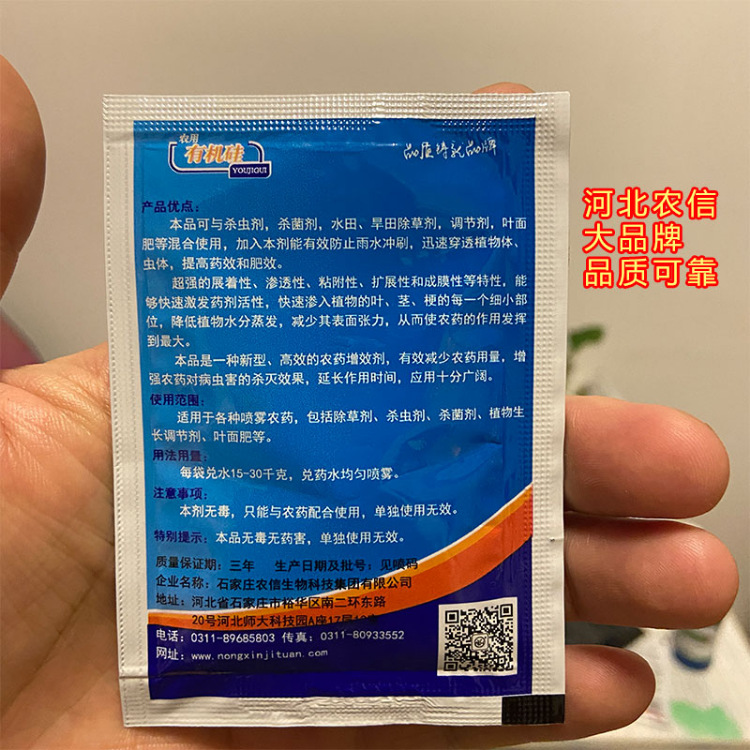 农用
有机硅
YOUJIGUI
品质铸就品牌
河北农信
大品牌
品质可靠
产品优点：
本品可与杀虫剂，杀菌剂，水田、旱田除草剂，调节剂，叶面
肥等混合使用，加入本剂能有效防止雨水冲刷，迅速穿透植物体、
虫体，提高药效和肥效。
超强的展着性、渗透性、粘附性、扩展性和成膜性等特性，能
够快速激发药剂活性，快速渗入植物的叶、茎、梗的每一个细小部
位，降低植物水分蒸发，减少其表面张力，从而使农药的作用发挥
到最大。
本品是一种新型、高效的农药增效剂，有效减少农药用量，增
强农药对病虫害的杀灭效果，延长作用时间，应用十分广阔。
使用范围：
适用于各种喷雾农药，包括除草剂、杀虫剂、杀菌剂、植物生
长调节剂、叶面肥等。
用法用量：
每袋兑水15-30千克，兑药水均匀喷雾。
注意事项：
本剂无毒，只能与农药配合使用，单独使用无效。
特别提示：本品无毒无药害，单独使用无效。
质量保证期：三年 生产日期及批号：见喷码
企业名称：石家庄农信生物科技集团有限公司
地址：河北省石家庄市裕华区南二环东路
20号河北师大科技园A座17层
电话：0311-89685803 传真：0311-80933552
网址：www.nongxinjituan.com